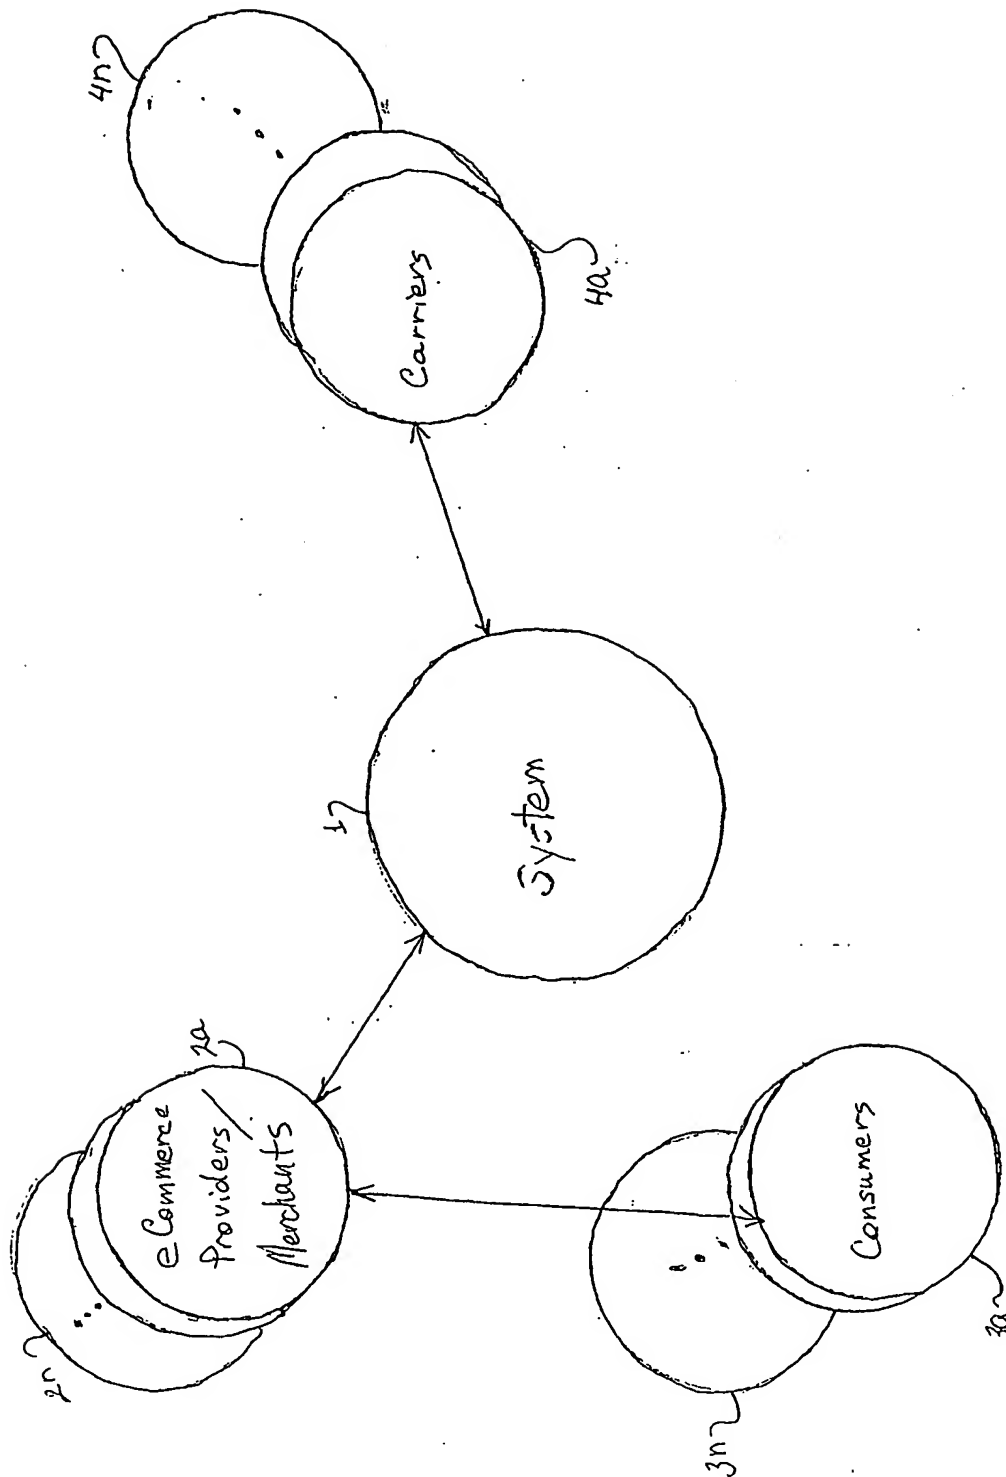 2n
4n
eCommerce
Providers/
Merchants
2a
1
Carriers
System
4a
3n
Consumers
3a